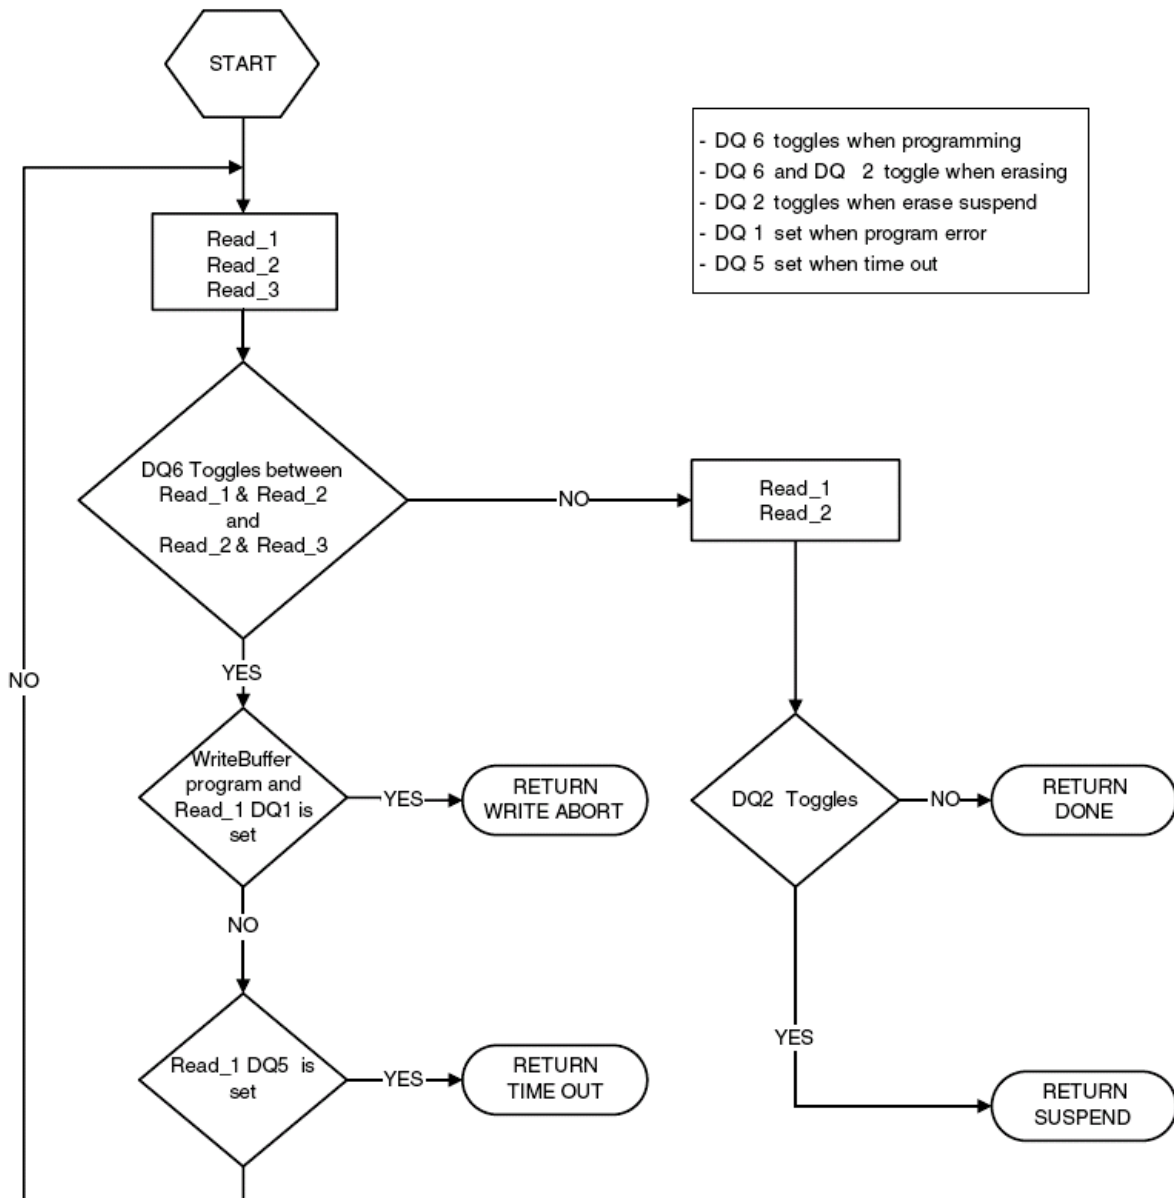 START
- DQ 6 toggles when programming
- DQ 6 and DQ 2 toggle when erasing
- DQ 2 toggles when erase suspend
- DQ 1 set when program error
- DQ 5 set when time out
Read_1
Read_2
Read_3
DQ6 Toggles between
Read_1 & Read_2
and
Read_2 & Read_3
NO
Read_1
Read_2
YES
NO
WriteBuffer
program and
Read_1 DQ1 is
set
YES
RETURN
WRITE ABORT
DQ2 Toggles
NO
RETURN
DONE
NO
YES
Read_1 DQ5 is
set
YES
RETURN
TIME OUT
RETURN
SUSPEND